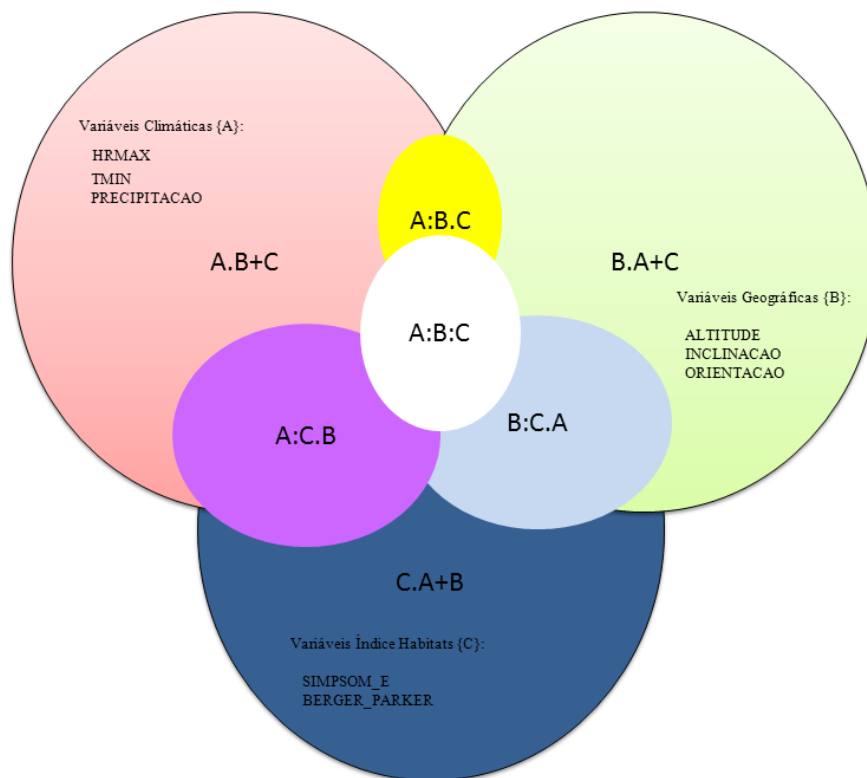 Variáveis Climáticas {A}:
HRMAX
TMIN
PRECIPITACAO
A:B.C
A.B+C
B.A+C
Variáveis Geográficas {B}:
ALTITUDE
INCLINACAO
ORIENTACAO
A:B:C
A:C.B
B:C.A
C.A+B
Variáveis Índice Habitats {C}:
SIMPSOM_E
BERGER_PARKER